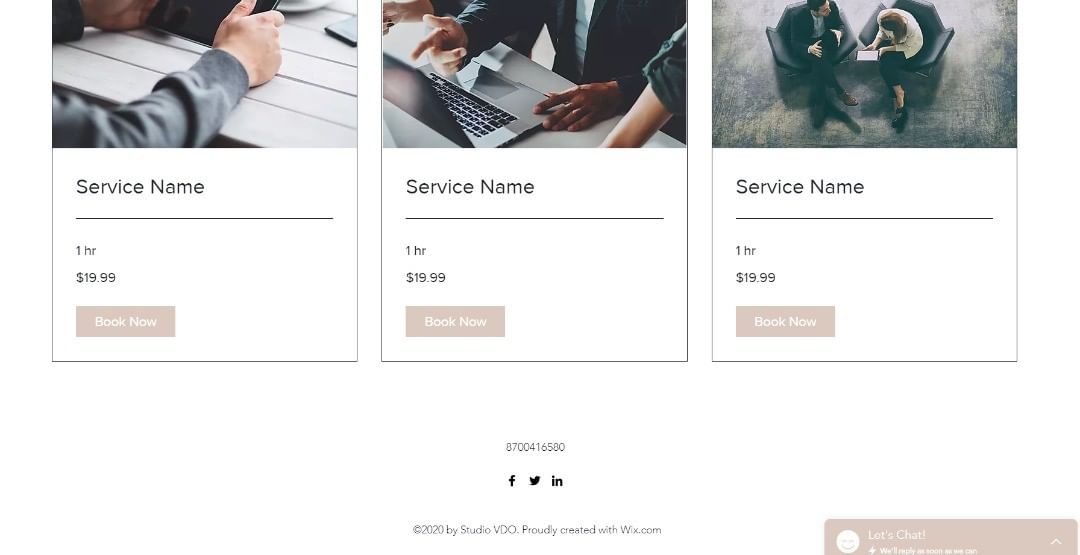 Service Name
1 hr
$19.99
Book Now
Service Name
1 hr
$19.99
Book Now
Service Name
1 hr
$19.99
Book Now
8700416580
©2020 by Studio VDO. Proudly created with Wix.com
Let's Chat!
We'll reply as soon as we can